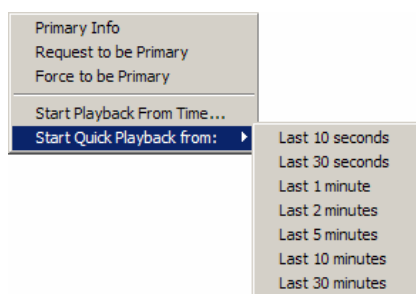 Primary Info
Request to be Primary
Force to be Primary
Start Playback From Time...
Start Quick Playback from:
Last 10 seconds
Last 30 seconds
Last 1 minute
Last 2 minutes
Last 5 minutes
Last 10 minutes
Last 30 minutes